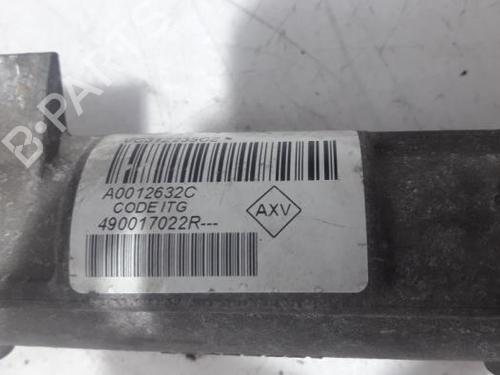 A0012632C
CODE ITG
490017022R---
AXV
B-PARTS